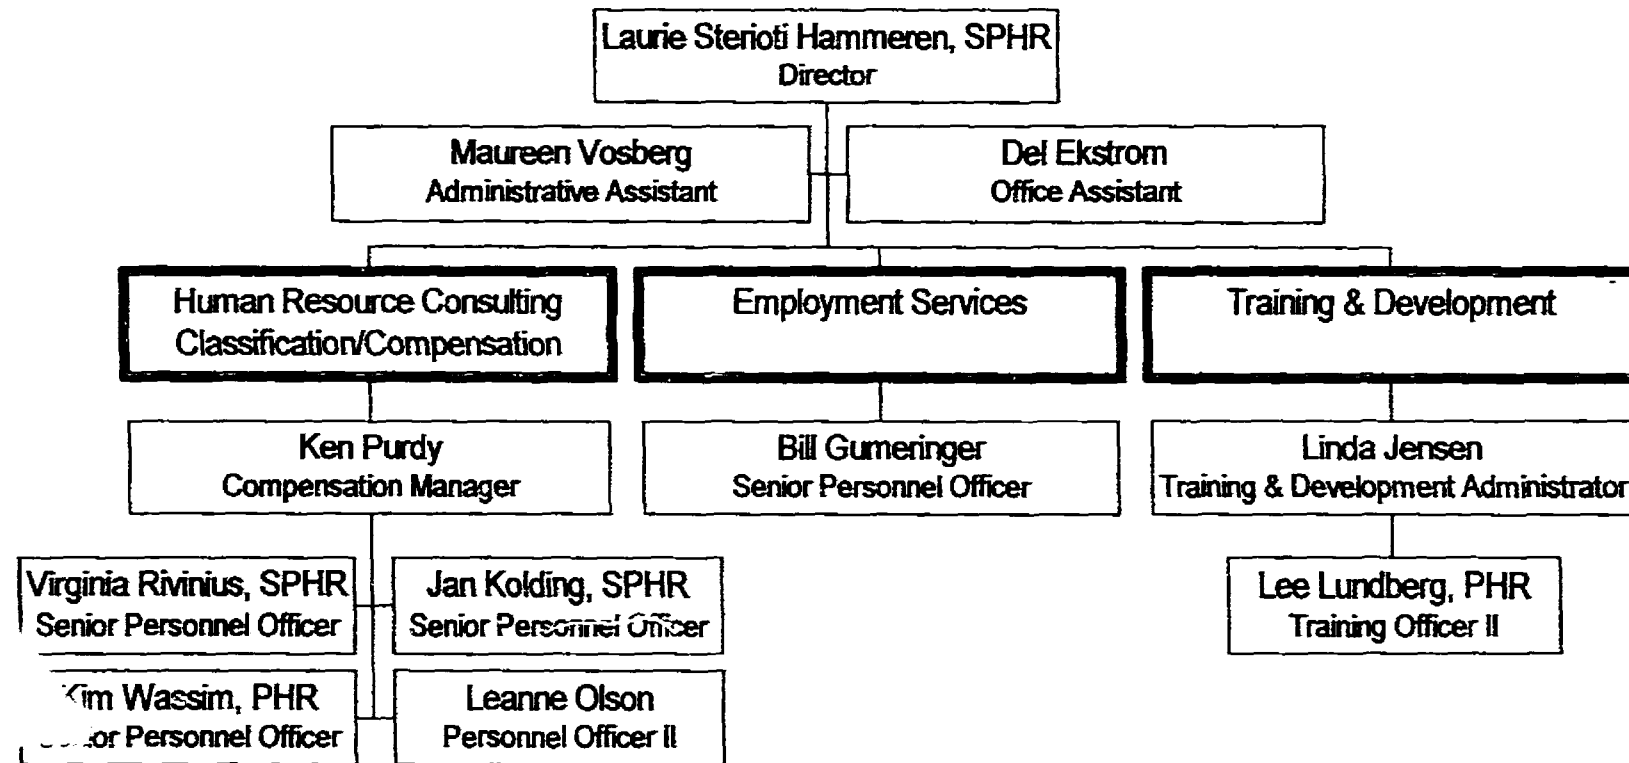 Laurie Sterioti Hammeren, SPHR
Director
Maureen Vosberg
Administrative Assistant
Del Ekstrom
Office Assistant
Human Resource Consulting
Classification/Compensation
Employment Services
Training & Development
Ken Purdy
Compensation Manager
Bill Gumeringer
Senior Personnel Officer
Linda Jensen
Training & Development Administrator
Virginia Rivinius, SPHR
Senior Personnel Officer
Jan Kolding, SPHR
Senior Personnel Officer
Lee Lundberg, PHR
Training Officer II
Kim Wassim, PHR
Senior Personnel Officer
Leanne Olson
Personnel Officer II